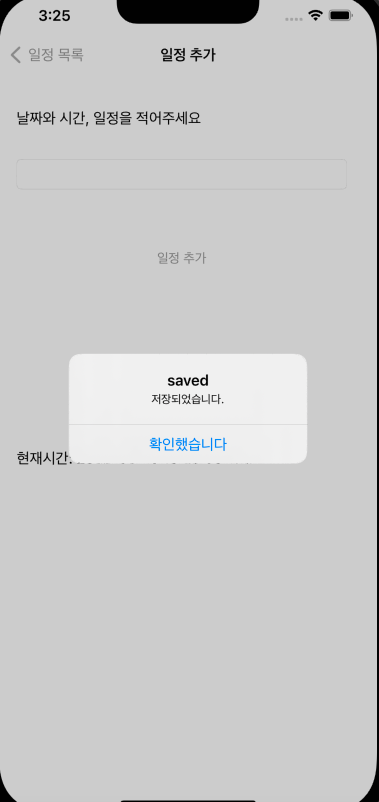 3:25
일정 목록
일정 추가
날짜와 시간, 일정을 적어주세요
일정 추가
saved
저장되었습니다.
확인했습니다
현재시간: